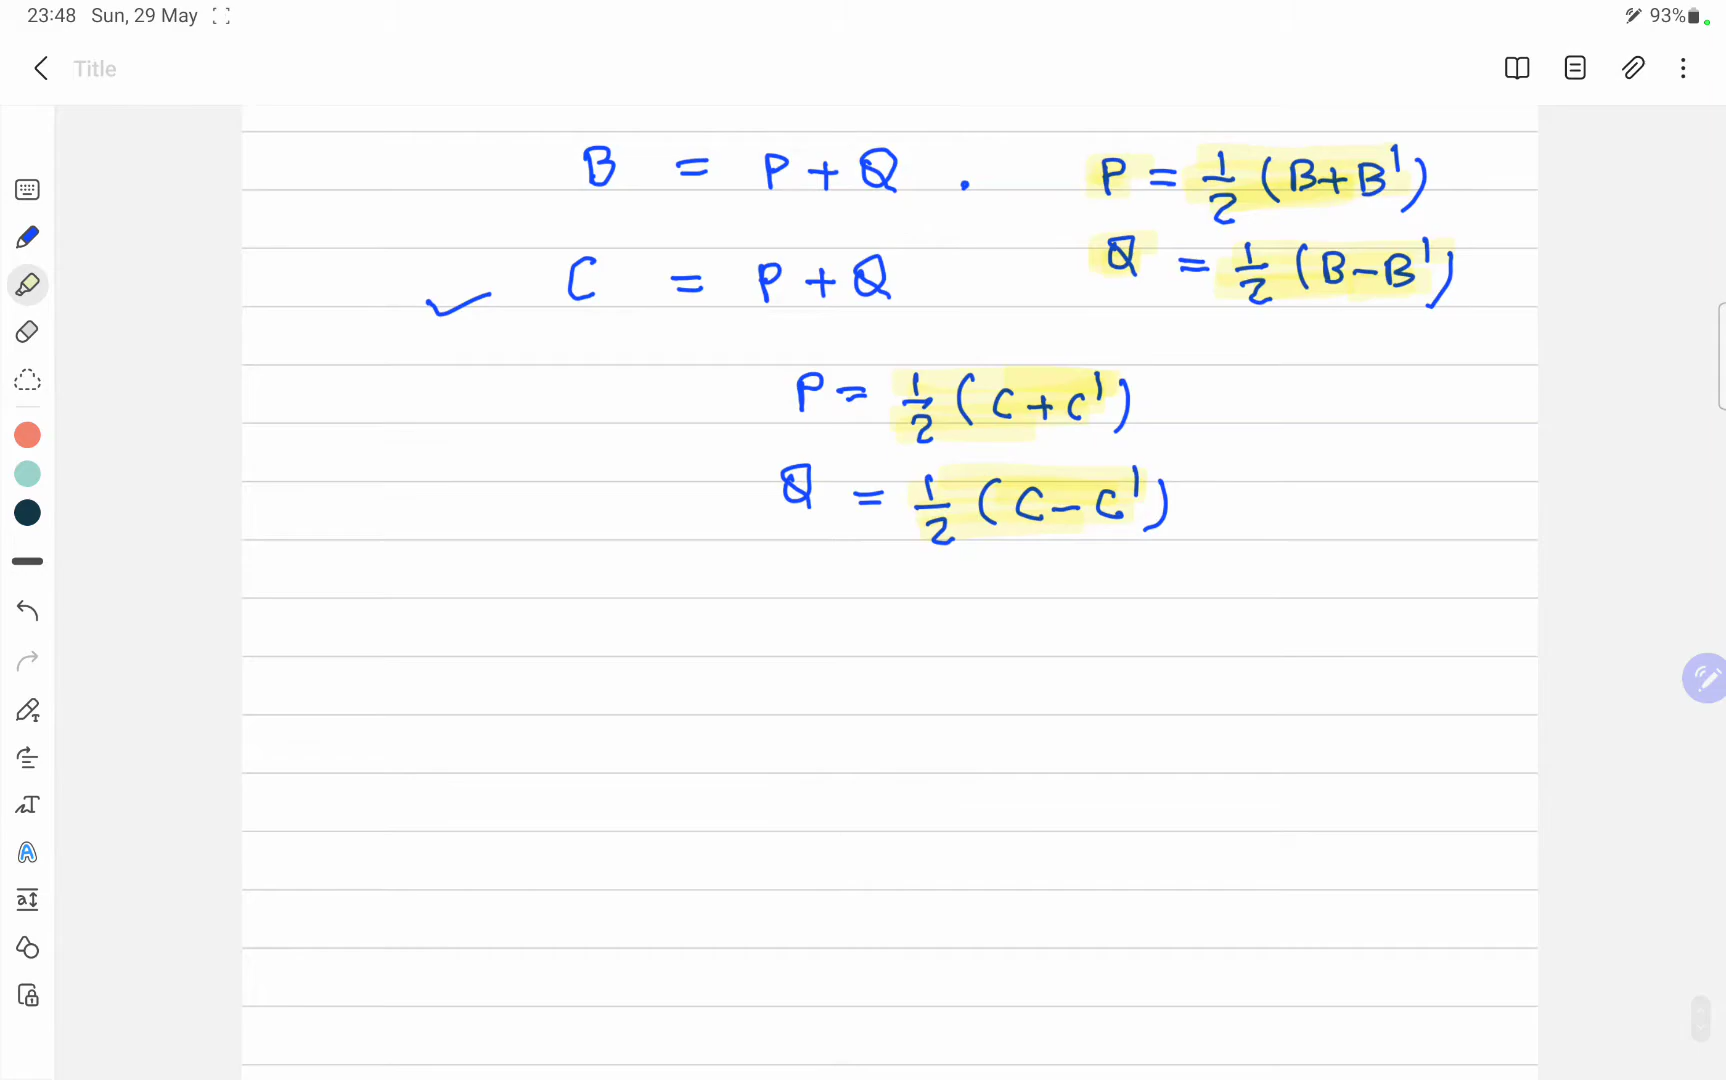 23:48 Sun, 29 May 93%
Title
B = P + Q .
P = 1/2 (B + B')
Q = 1/2 (B - B')
C = P + Q
P = 1/2 (C + C')
Q = 1/2 (C - C')